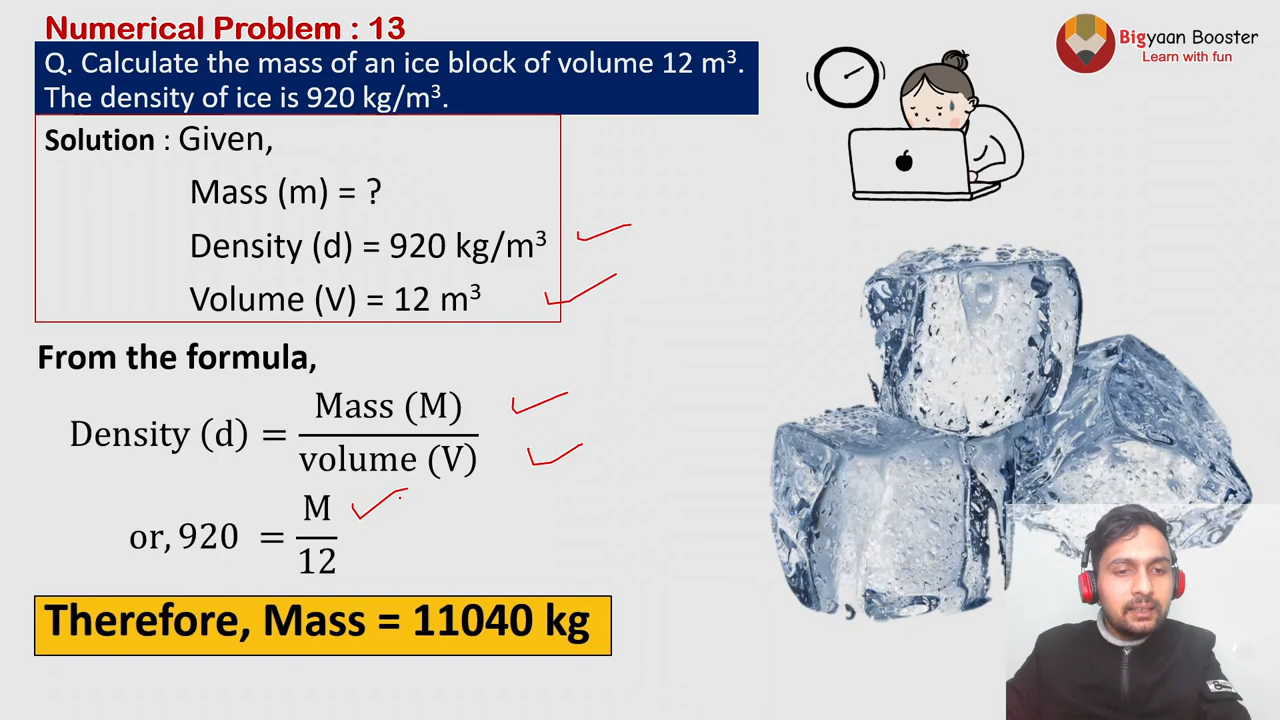 Numerical Problem : 13
Q. Calculate the mass of an ice block of volume 12 m³.
The density of ice is 920 kg/m³.
Bigyaan Booster
Learn with fun
Solution : Given,
Mass (m) = ?
Density (d) = 920 kg/m³
Volume (V) = 12 m³
From the formula,
Density (d) = Mass (M) / volume (V)
or, 920 = M / 12
Therefore, Mass = 11040 kg